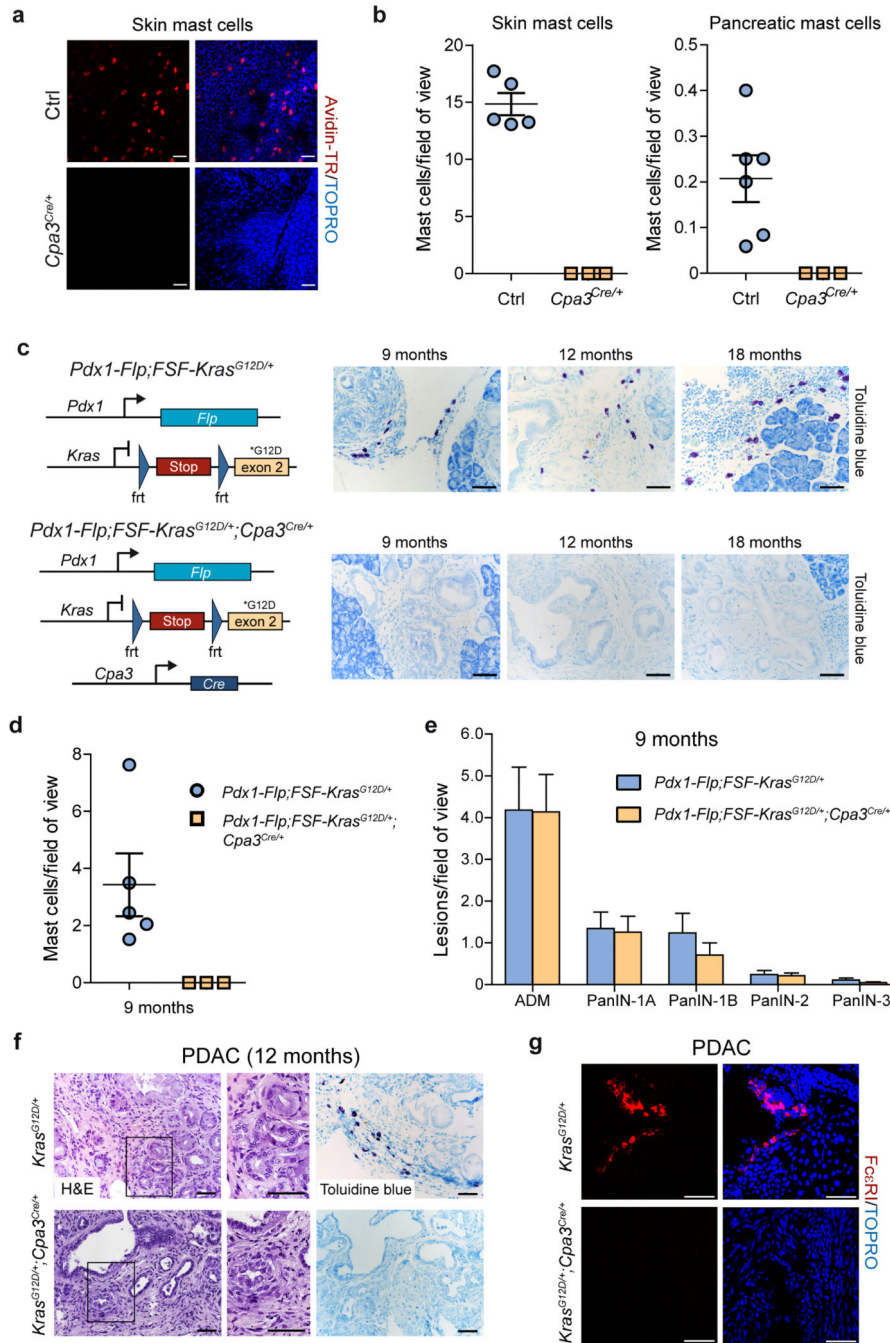 a
Skin mast cells
Ctrl
Cpa3Cre/+
Avidin-TR/TOPRO
b
Skin mast cells
Mast cells/field of view
20
15
10
5
0
Ctrl
Cpa3Cre/+
Pancreatic mast cells
Mast cells/field of view
0.5
0.4
0.3
0.2
0.1
0
Ctrl
Cpa3Cre/+
c
Pdx1-Flp;FSF-KrasG12D/+
Pdx1
Flp
Kras
Stop
*G12D
exon 2
frt
frt
9 months
12 months
18 months
Toluidine blue
Pdx1-Flp;FSF-KrasG12D/+;Cpa3Cre/+
Pdx1
Flp
Kras
Stop
*G12D
exon 2
frt
frt
Cpa3
Cre
9 months
12 months
18 months
Toluidine blue
d
Mast cells/field of view
8
6
4
2
0
9 months
Pdx1-Flp;FSF-KrasG12D/+
Pdx1-Flp;FSF-KrasG12D/+;
Cpa3Cre/+
e
9 months
Lesions/field of view
6.0
5.0
4.0
3.0
2.0
1.0
0
Pdx1-Flp;FSF-KrasG12D/+
Pdx1-Flp;FSF-KrasG12D/+;Cpa3Cre/+
ADM
PanIN-1A
PanIN-1B
PanIN-2
PanIN-3
f
PDAC (12 months)
KrasG12D/+
H&E
Toluidine blue
KrasG12D/+;Cpa3Cre/+
g
PDAC
KrasG12D/+
KrasG12D/+;Cpa3Cre/+
FcεRI/TOPRO